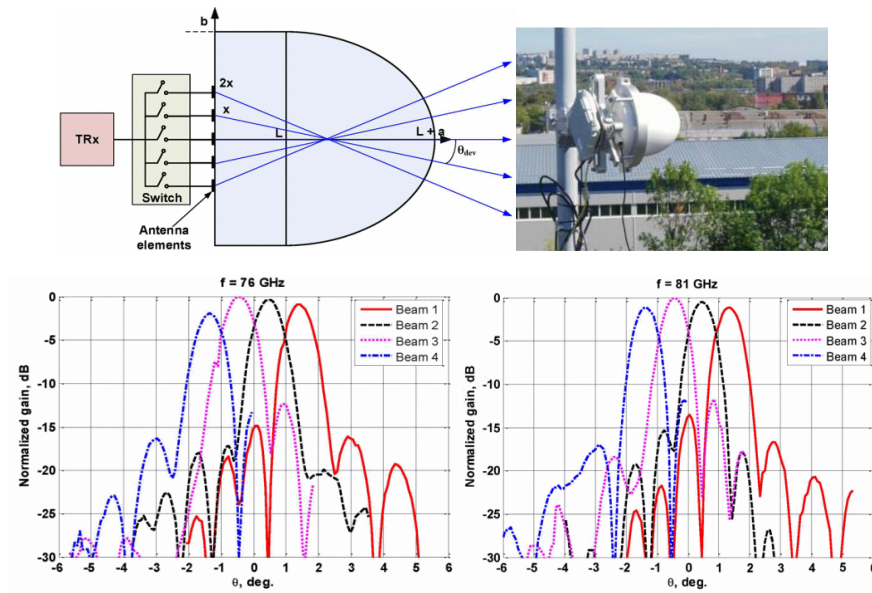 b
2x
x
L
L + a
θdev
TRx
Switch
Antenna
elements
f = 76 GHz
Normalized gain, dB
0
-5
-10
-15
-20
-25
-30
-6 -5 -4 -3 -2 -1 0 1 2 3 4 5 6
θ, deg.
Beam 1
Beam 2
Beam 3
Beam 4
f = 81 GHz
Normalized gain, dB
0
-5
-10
-15
-20
-25
-30
-6 -5 -4 -3 -2 -1 0 1 2 3 4 5 6
θ, deg.
Beam 1
Beam 2
Beam 3
Beam 4